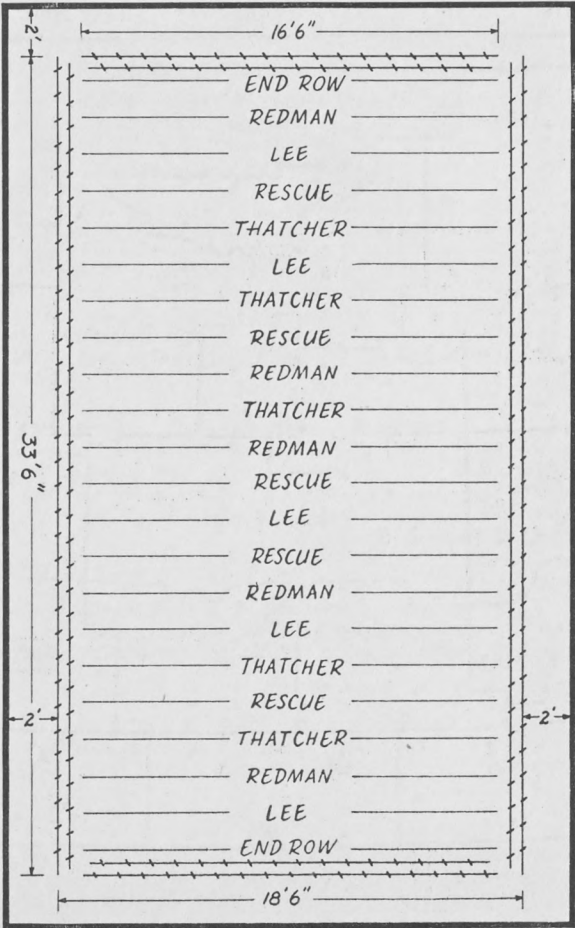 2'
16'6"
END ROW
REDMAN
LEE
RESCUE
THATCHER
LEE
THATCHER
RESCUE
REDMAN
THATCHER
REDMAN
RESCUE
LEE
RESCUE
REDMAN
LEE
THATCHER
RESCUE
THATCHER
REDMAN
LEE
END ROW
33'6"
2'
2'
18'6"